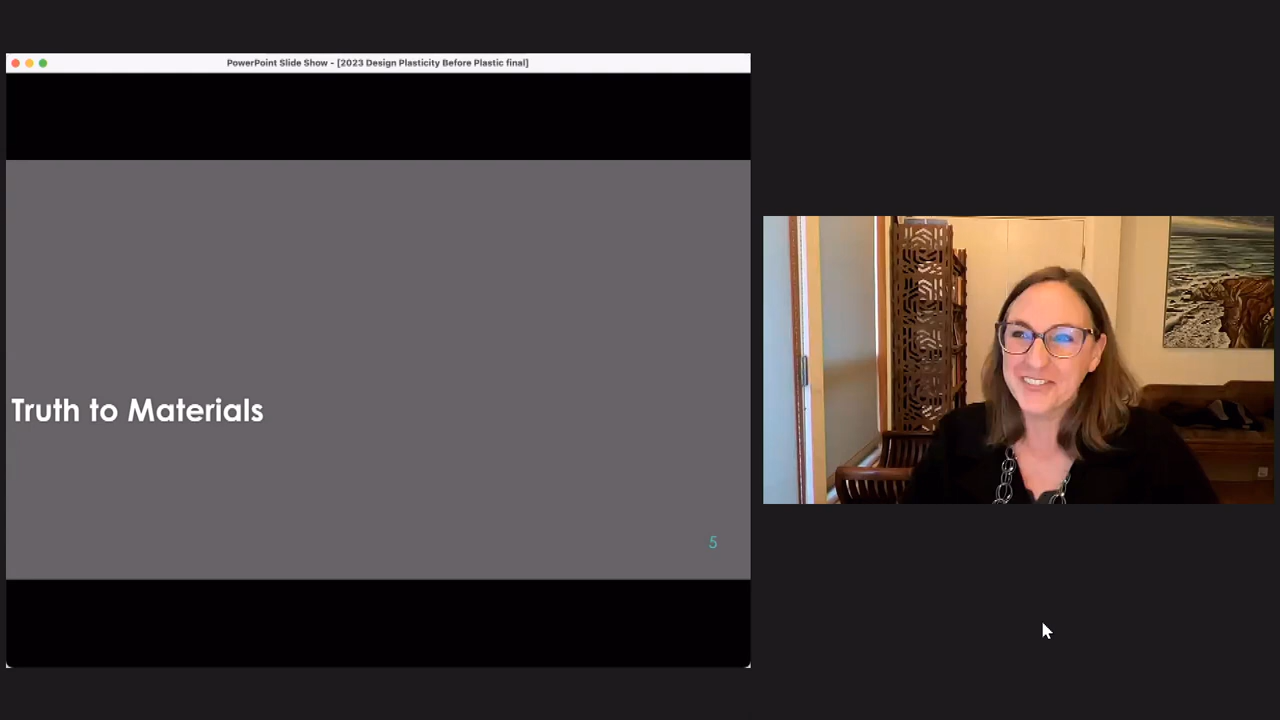 PowerPoint Slide Show - [2023 Design Plasticity Before Plastic final]
Truth to Materials
5